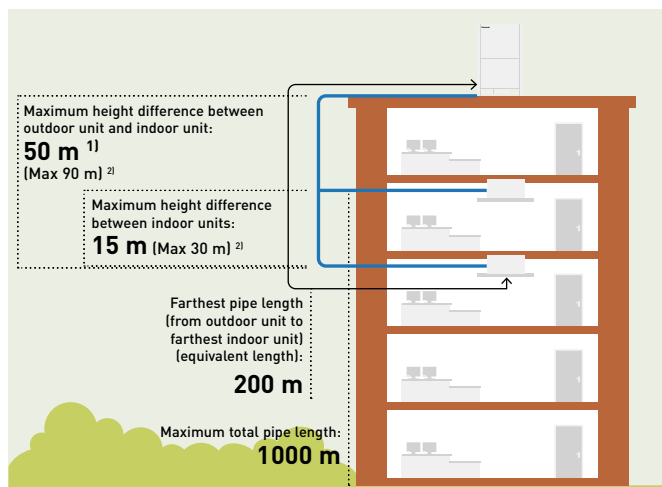 Maximum height difference between
outdoor unit and indoor unit:
50 m 1)
(Max 90 m) 2)
Maximum height difference
between indoor units:
15 m (Max 30 m) 2)
Farthest pipe length
(from outdoor unit to
farthest indoor unit)
(equivalent length):
200 m
Maximum total pipe length:
1000 m